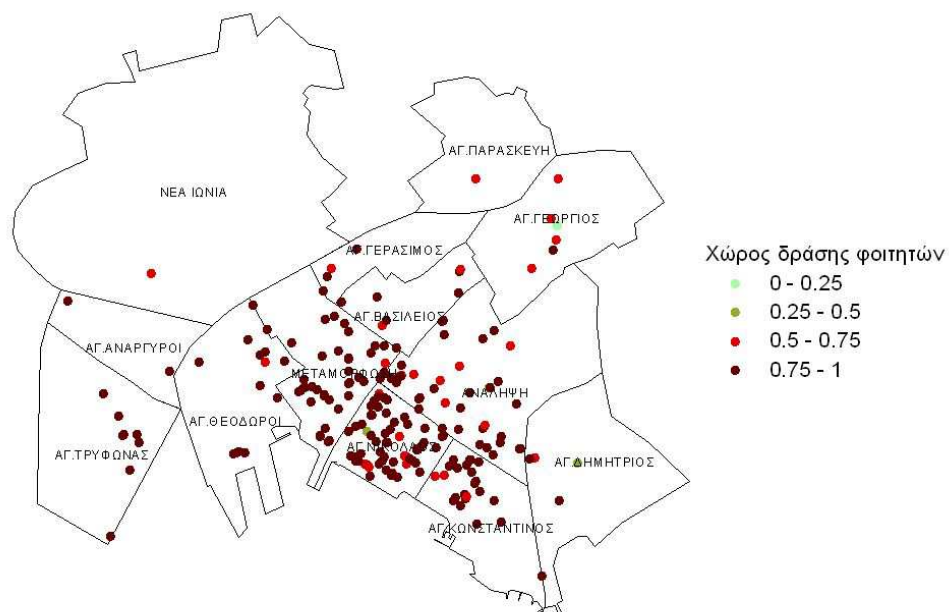 ΑΓ.ΠΑΡΑΣΚΕΥΗ
ΝΕΑ ΙΩΝΙΑ
ΑΓ.ΓΕΩΡΓΙΟΣ
ΑΓ.ΓΕΡΑΣΙΜΟΣ
Χώρος δράσης φοιτητών
0 - 0.25
0.25 - 0.5
0.5 - 0.75
0.75 - 1
ΑΓ.ΒΑΣΙΛΕΙΟΣ
ΑΓ.ΑΝΑΡΓΥΡΟΙ
ΜΕΤΑΜΟΡΦΩΣΗ
ΑΝΑΛΗΨΗ
ΑΓ.ΘΕΟΔΩΡΟΙ
ΑΓ.ΝΙΚΟΛΑΟΣ
ΑΓ.ΤΡΥΦΩΝΑΣ
ΑΓ.ΔΗΜΗΤΡΙΟΣ
ΑΓ.ΚΩΝΣΤΑΝΤΙΝΟΣ